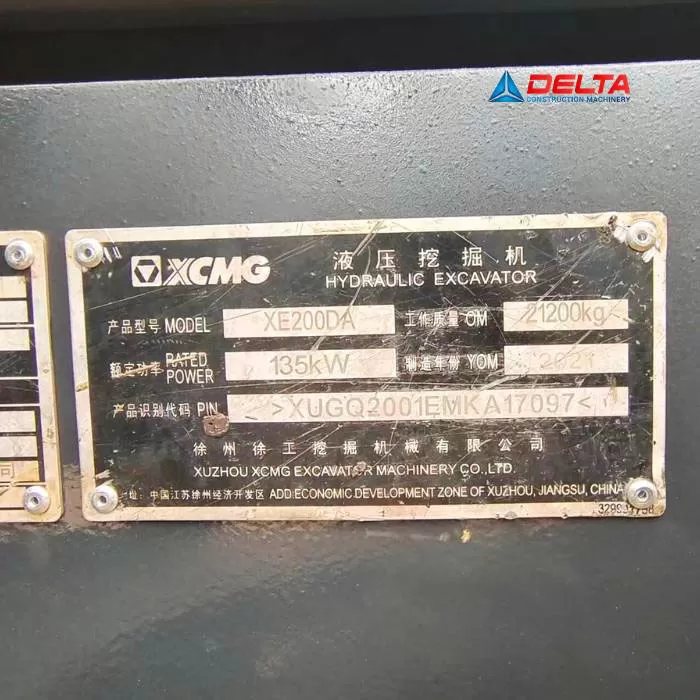 DELTA
CONSTRUCTION MACHINERY
XCMG
液压挖掘机
HYDRAULIC EXCAVATOR
产品型号 MODEL XE200DA 工作质量 OM 21200kg
额定功率 RATED POWER 135kW 制造年份 YOM 2021
产品识别代码 PIN >XUGQ2001EMKA17097<
徐州徐工挖掘机械有限公司
XUZHOU XCMG EXCAVATOR MACHINERY CO.,LTD.
地址: 中国江苏徐州经济开发区 ADD:ECONOMIC DEVELOPMENT ZONE OF XUZHOU, JIANGSU, CHINA
司